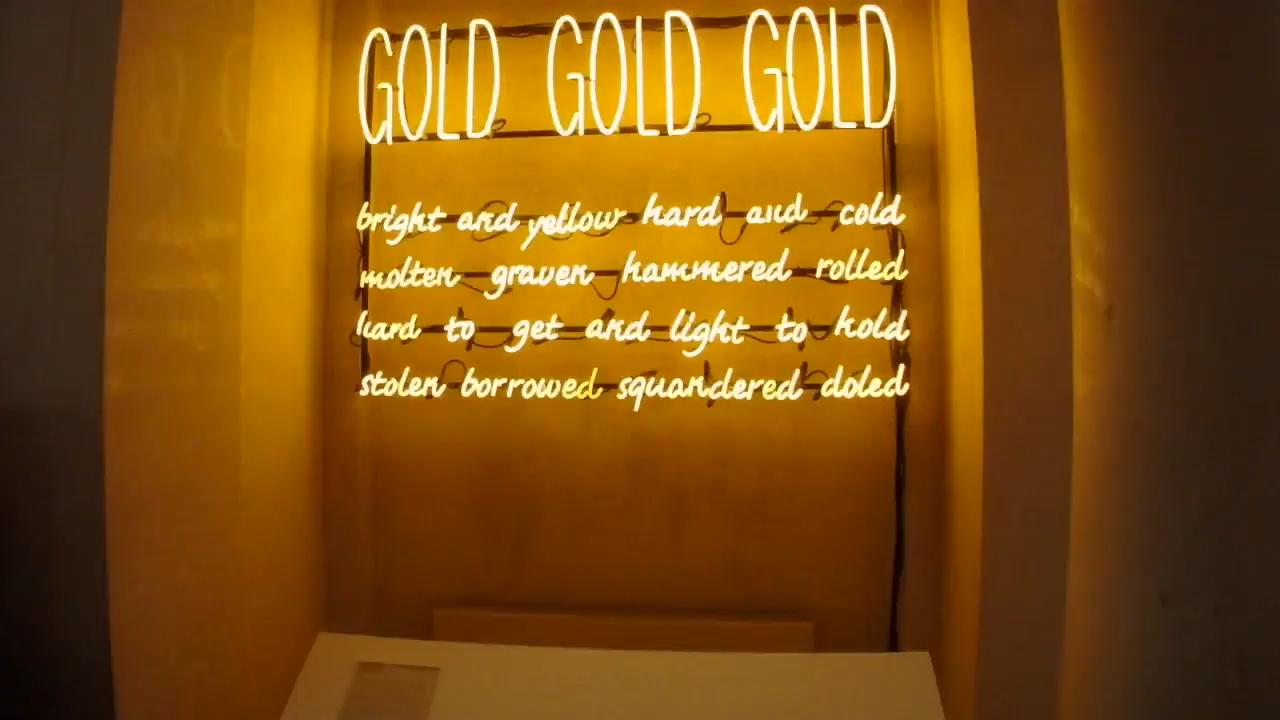 GOLD GOLD GOLD
bright and yellow hard and cold
molten graven hammered rolled
hard to get and light to hold
stolen borrowed squandered doled